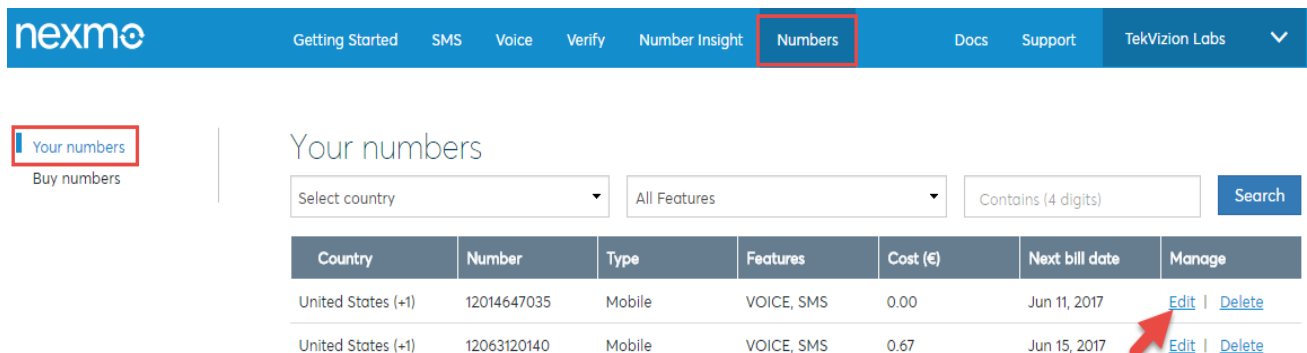 nexmo
Getting Started SMS Voice Verify Number Insight Numbers Docs Support TekVizion Labs
Your numbers
Buy numbers
Your numbers
Select country All Features Contains (4 digits) Search
Country Number Type Features Cost (€) Next bill date Manage
United States (+1) 12014647035 Mobile VOICE, SMS 0.00 Jun 11, 2017 Edit | Delete
United States (+1) 12063120140 Mobile VOICE, SMS 0.67 Jun 15, 2017 Edit | Delete